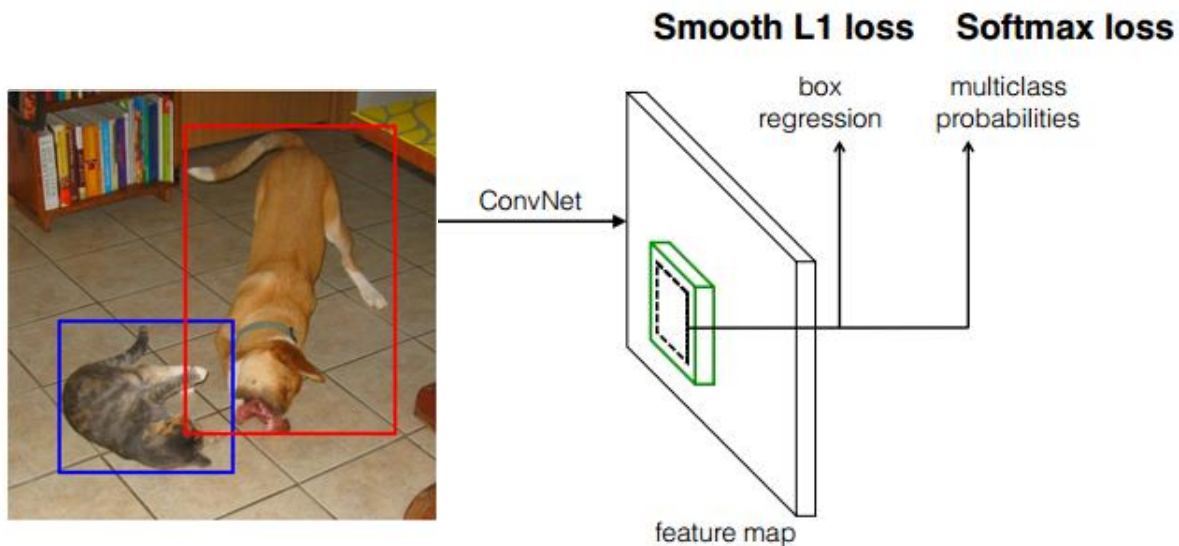 Smooth L1 loss Softmax loss
box regression
multiclass probabilities
ConvNet
feature map